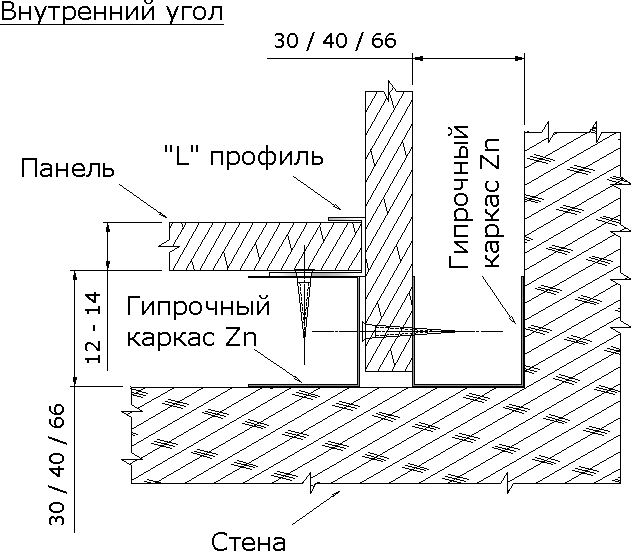 Внутренний угол
30 / 40 / 66
"L" профиль
Панель
Гипрочный
каркас Zn
12 - 14
Гипрочный
каркас Zn
30 / 40 / 66
Стена